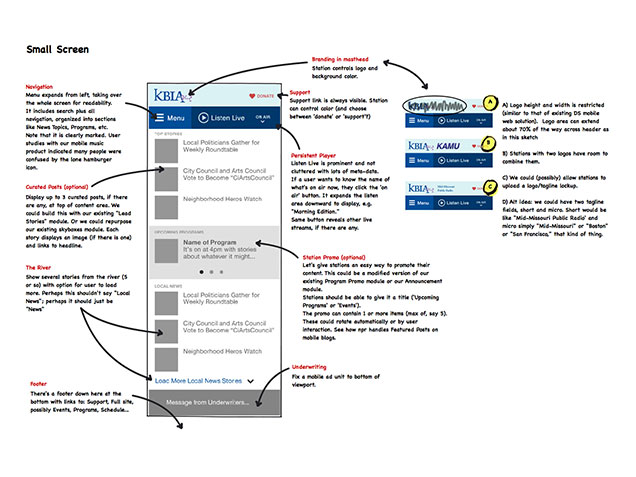 Small Screen
Branding in masthead
Station controls logo and
background color.
Navigation
Menu expands from left, taking over
the whole screen for readability.
It includes search plus all
navigation, organized into sections
like News Topics, Programs, etc.
Note that it is clearly marked. User
studies with our mobile music
product indicated many people were
confused by the lone hamburger
icon.
Curated Posts (optional)
Display up to 3 curated posts, if there
are any, at top of content area. We
could build this with our existing "Lead
Stories" module. Or we could repurpose
our existing skyboxes module. Each
story displays an image (if there is one)
and links to headline.
The River
Show several stories from the river (5
or so) with option for user to load
more. Perhaps this shouldn't say "Local
News"; perhaps it should just be
"News"
Footer
There's a footer down here at the
bottom with links to: Support, Full site,
possibly Events, Programs, Schedule...
KBIA
DONATE
Menu
Listen Live
ON AIR
TOP STORIES
Local Politicians Gather for
Weekly Roundtable
City Council and Arts Council
Vote to Become "CiArtsCouncil"
Neighborhood Heros Watch
UPCOMING PROGRAMS
Name of Program
It's on at 4pm with stories
about whatever it might...
LOCAL NEWS
Local Politicians Gather for
Weekly Roundtable
City Council and Arts Council
Vote to Become "CiArtsCouncil"
Neighborhood Heros Watch
Load More Local News Stories
Message from Underwriters...
Support
Support link is always visible. Station
can control color (and choose
between 'donate' or 'support'?)
Persistent Player
Listen Live is prominent and not
cluttered with lots of meta-data.
If a user wants to know the name of
what's on air now, they click the 'on
air' button. It expands the listen
area downward to display, e.g.
"Morning Edition."
Same button reveals other live
streams, if there are any.
Station Promo (optional)
Let's give stations an easy way to promote their
content. This could be a modified version of our
existing Program Promo module or our Announcement
module.
Stations should be able to give it a title ('Upcoming
Programs' or 'Events').
The promo can contain 1 or more items (max of, say 5).
These could rotate automatically or by user
interaction. See how npr handles Featured Posts on
mobile blogs.
Underwriting
Fix a mobile ad unit to bottom of
viewport.
KBIA
DONATE
A
Menu
Listen Live
ON AIR
KBIA KAMU
B
Menu
Listen Live
ON AIR
KBIA
Mid-Missouri
Public Radio
DONATE
C
Menu
Listen Live
ON AIR
A) Logo height and width is restricted
(similar to that of existing DS mobile
web solution). Logo area can extend
about 70% of the way across header as
in this sketch
B) Stations with two logos have room to
combine them.
C) We could (possibly) allow stations to
upload a logo/tagline lockup.
D) Alt idea: we could have two tagline
fields, short and micro. Short would be
like "Mid-Missouri Public Radio' and
micro simply "Mid-Missouri" or "Boston"
or "San Francisco," that kind of thing.